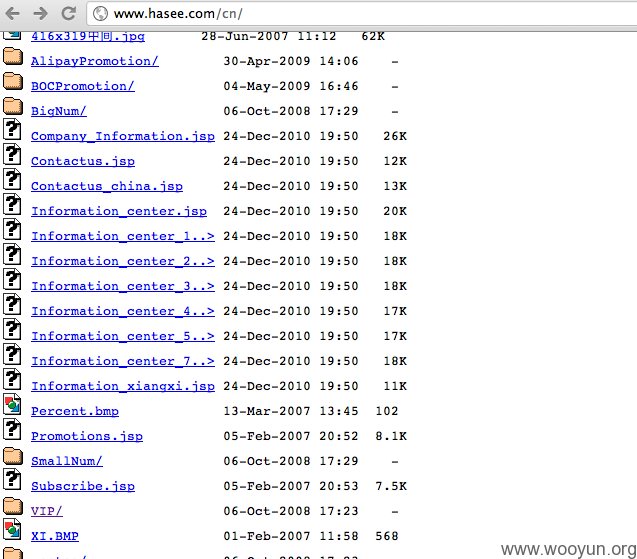 www.hasee.com/cn/
416x319中间.jpg 28-Jun-2007 11:12 62K
AlipayPromotion/ 30-Apr-2009 14:06 -
BOCPromotion/ 04-May-2009 16:46 -
BigNum/ 06-Oct-2008 17:29 -
Company_Information.jsp 24-Dec-2010 19:50 26K
Contactus.jsp 24-Dec-2010 19:50 12K
Contactus_china.jsp 24-Dec-2010 19:50 13K
Information_center.jsp 24-Dec-2010 19:50 20K
Information_center_1..> 24-Dec-2010 19:50 18K
Information_center_2..> 24-Dec-2010 19:50 18K
Information_center_3..> 24-Dec-2010 19:50 18K
Information_center_4..> 24-Dec-2010 19:50 17K
Information_center_5..> 24-Dec-2010 19:50 17K
Information_center_7..> 24-Dec-2010 19:50 18K
Information_xiangxi.jsp 24-Dec-2010 19:50 11K
Percent.bmp 13-Mar-2007 13:45 102
Promotions.jsp 05-Feb-2007 20:52 8.1K
SmallNum/ 06-Oct-2008 17:29 -
Subscribe.jsp 05-Feb-2007 20:53 7.5K
VIP/ 06-Oct-2008 17:23 -
XI.BMP 01-Feb-2007 11:58 568
www.wooyun.org